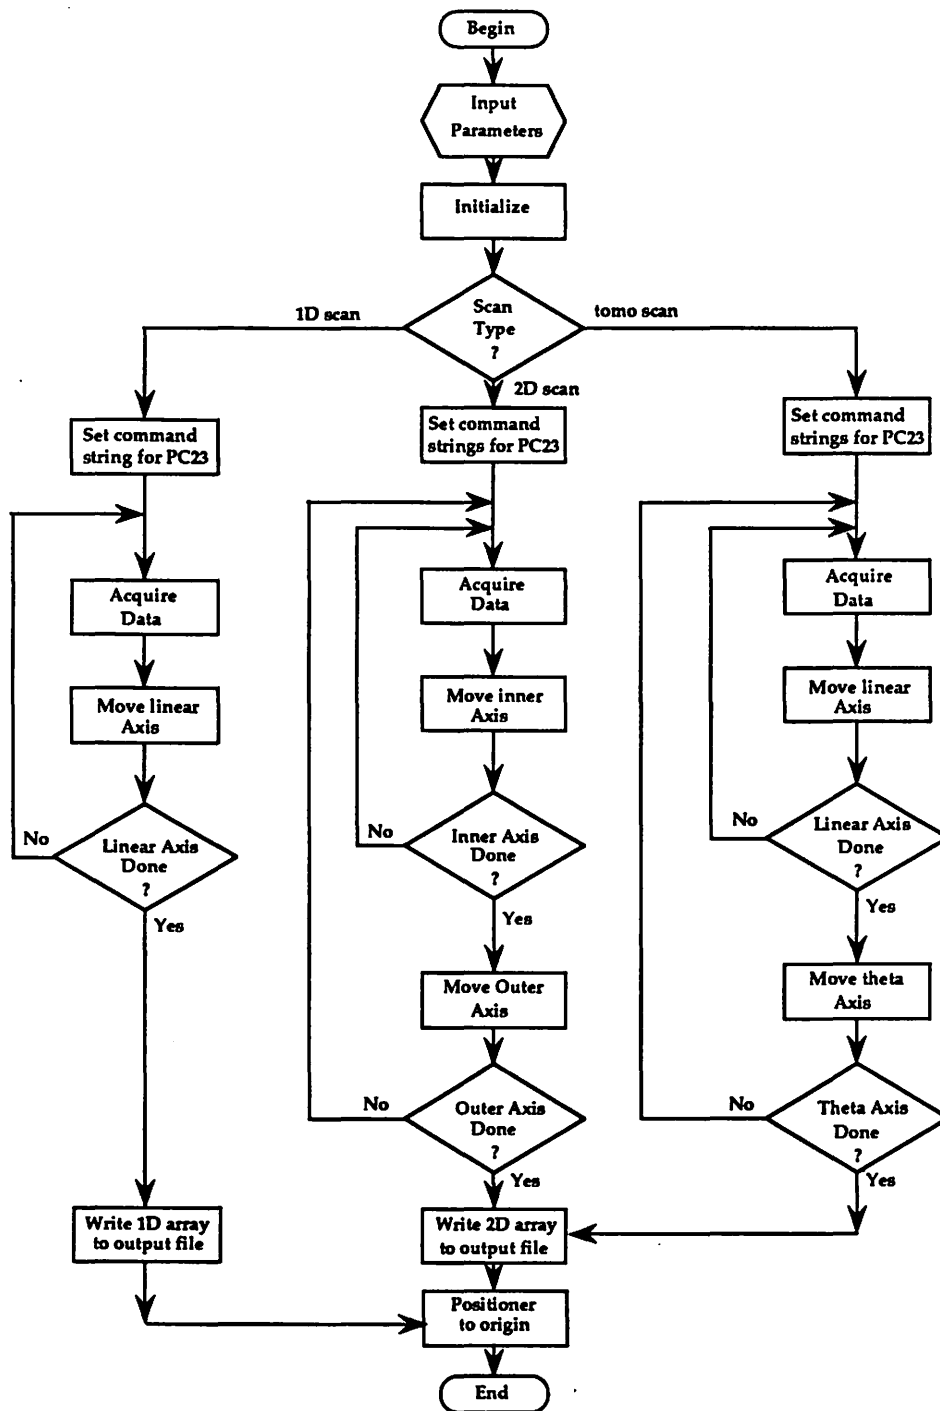 Begin
Input
Parameters
Initialize
Scan
Type
?
1D scan
tomo scan
2D scan
Set command
string for PC23
Set command
strings for PC23
Set command
strings for PC23
Acquire
Data
Acquire
Data
Acquire
Data
Move linear
Axis
Move inner
Axis
Move linear
Axis
No
Linear Axis
Done
?
Yes
No
Inner Axis
Done
?
Yes
No
Linear Axis
Done
?
Yes
Move Outer
Axis
Move theta
Axis
No
Outer Axis
Done
?
Yes
No
Theta Axis
Done
?
Yes
Write 1D array
to output file
Write 2D array
to output file
Positioner
to origin
End